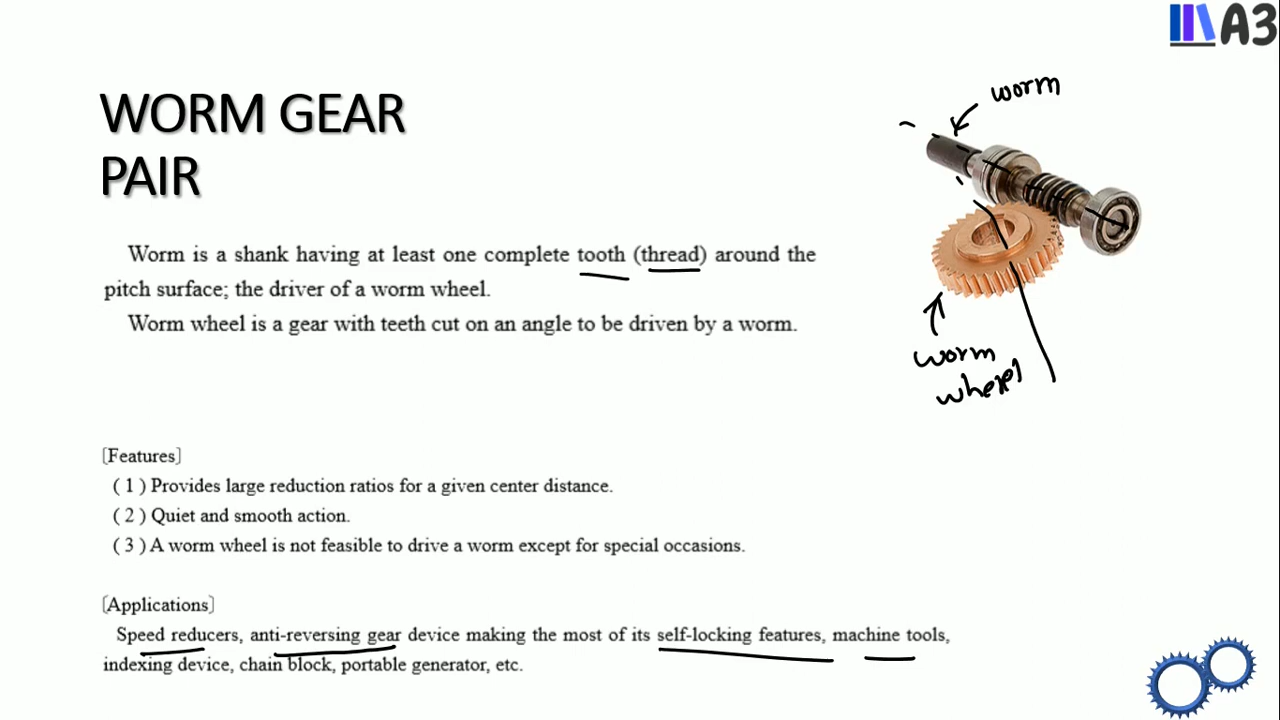 A3
WORM GEAR
PAIR
worm
Worm is a shank having at least one complete tooth (thread) around the
pitch surface; the driver of a worm wheel.
Worm wheel is a gear with teeth cut on an angle to be driven by a worm.
worm
wheel
[Features]
(1) Provides large reduction ratios for a given center distance.
(2) Quiet and smooth action.
(3) A worm wheel is not feasible to drive a worm except for special occasions.
[Applications]
Speed reducers, anti-reversing gear device making the most of its self-locking features, machine tools,
indexing device, chain block, portable generator, etc.